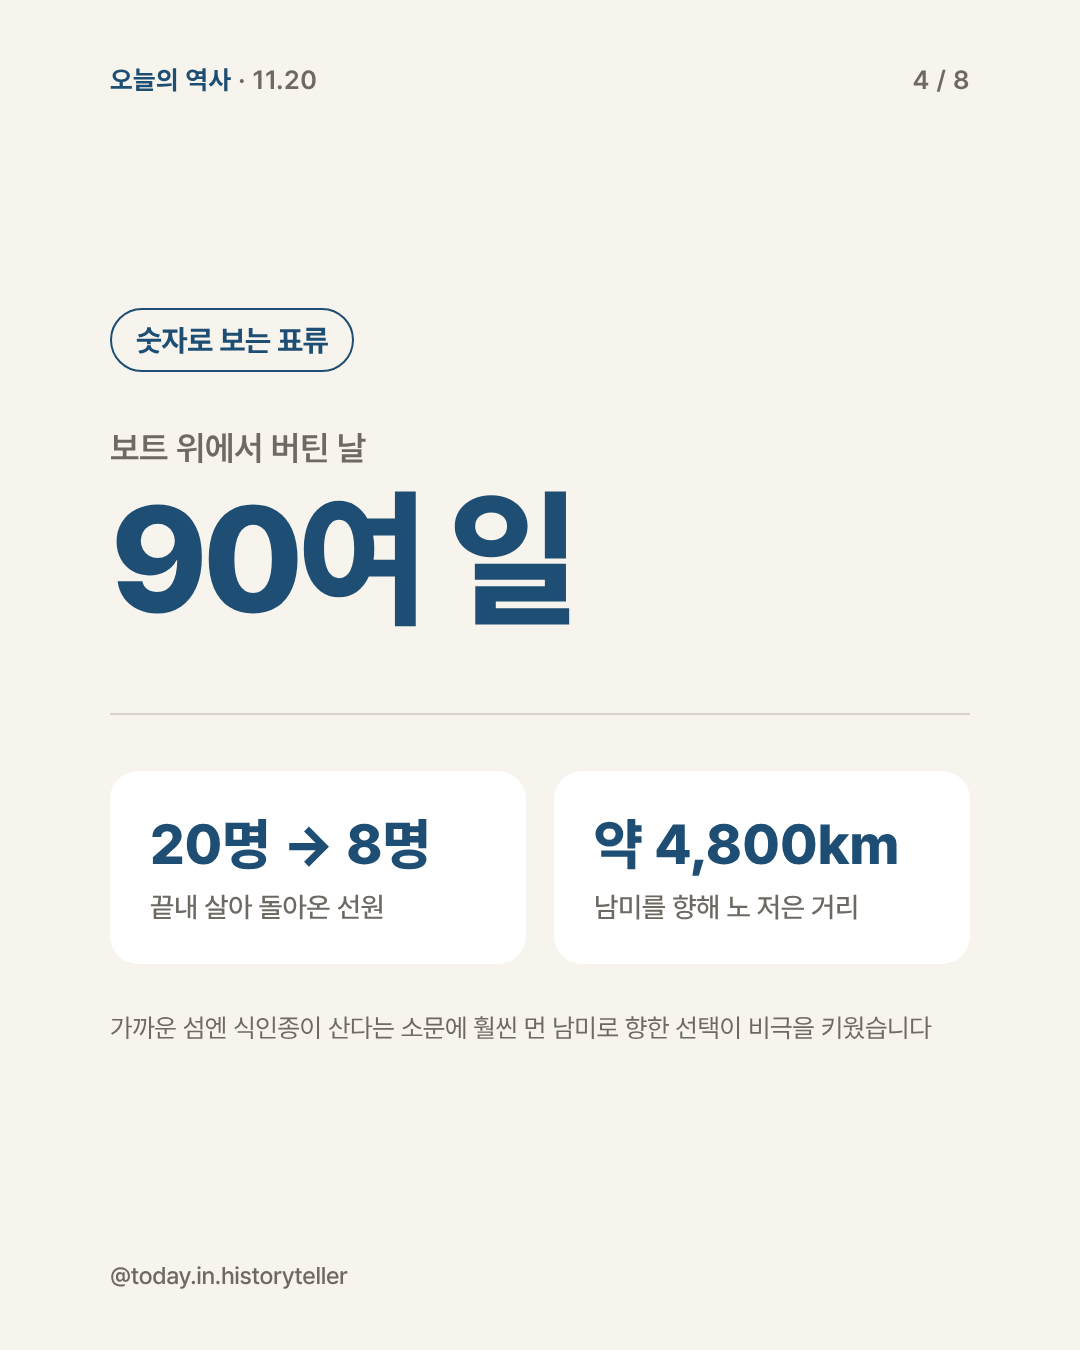 오늘의 역사 · 11.20
4 / 8
숫자로 보는 표류
보트 위에서 버틴 날
90여 일
20명 → 8명
끝내 살아 돌아온 선원
약 4,800km
남미를 향해 노 저은 거리
가까운 섬엔 식인종이 산다는 소문에 훨씬 먼 남미로 향한 선택이 비극을 키웠습니다
@today.in.historyteller